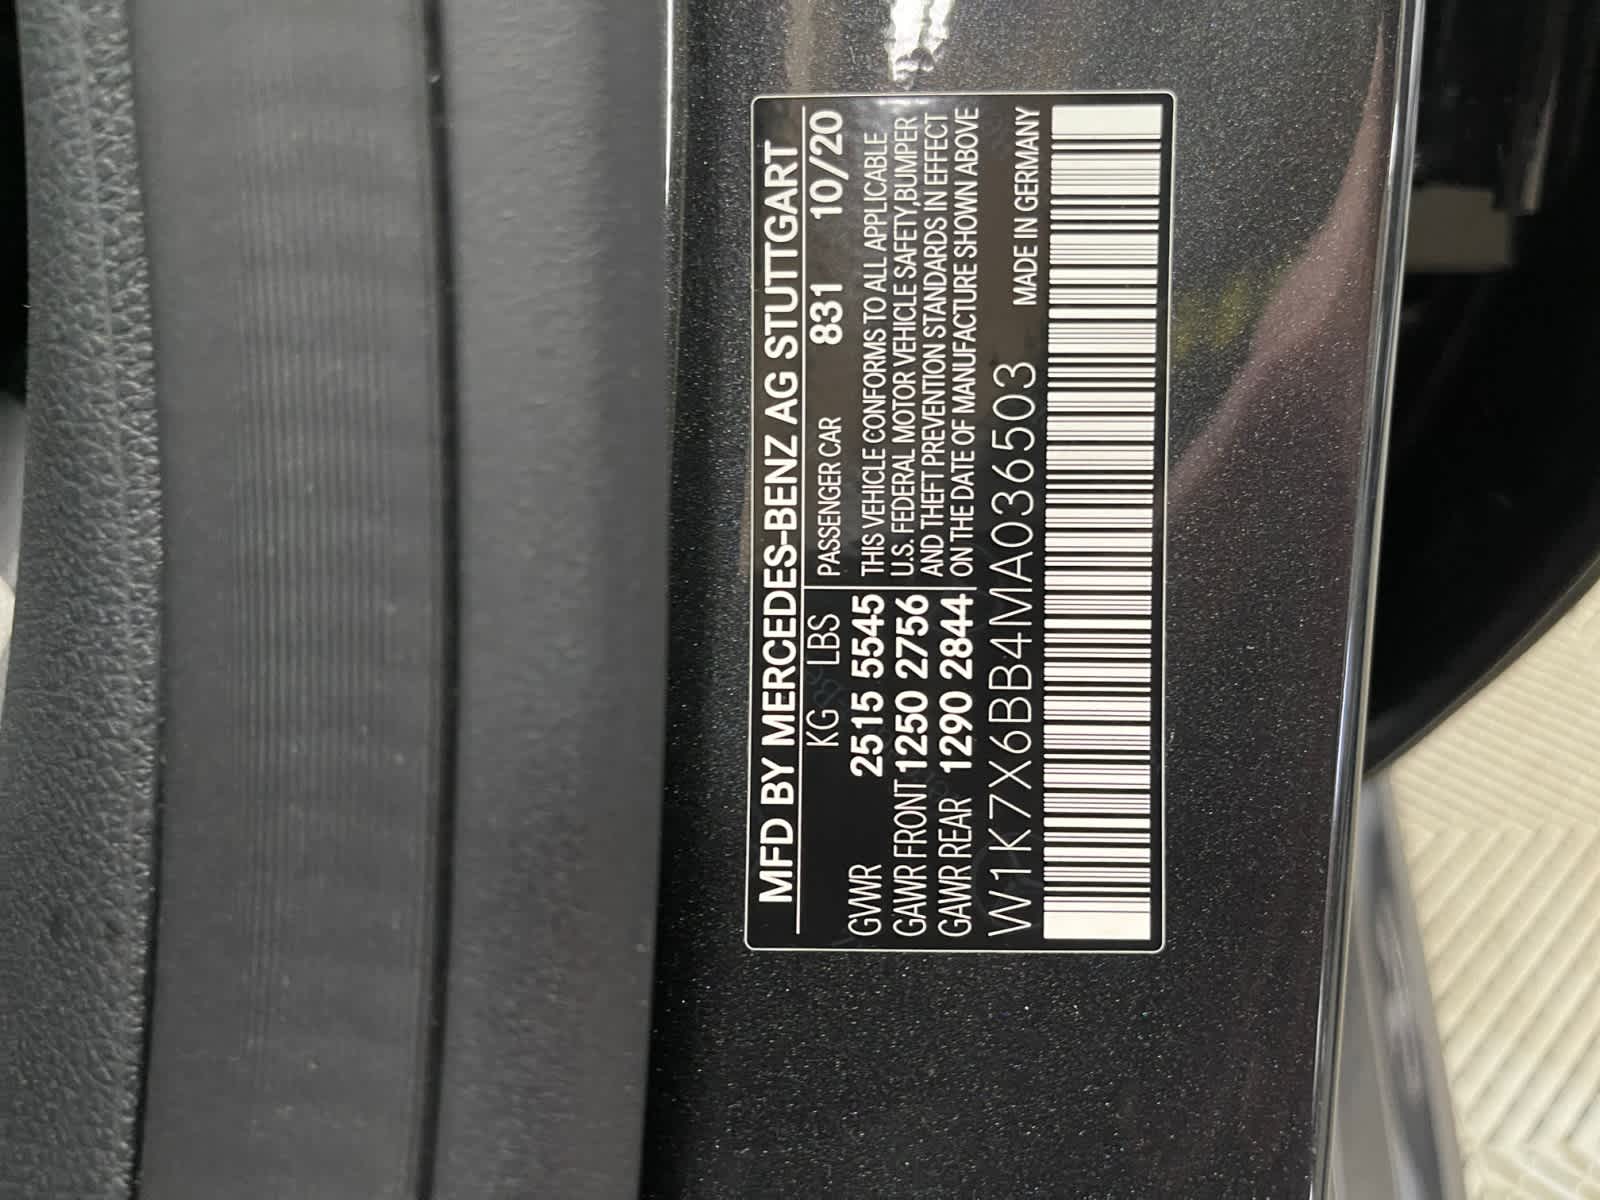 MFD BY MERCEDES-BENZ AG STUTTGART
KG LBS
GVWR 2515 5545
GAWR FRONT 1250 2756
GAWR REAR 1290 2844
PASSENGER CAR 831 10/20
THIS VEHICLE CONFORMS TO ALL APPLICABLE
U.S. FEDERAL MOTOR VEHICLE SAFETY,BUMPER
AND THEFT PREVENTION STANDARDS IN EFFECT
ON THE DATE OF MANUFACTURE SHOWN ABOVE
W1K7X6BB4MA036503 MADE IN GERMANY